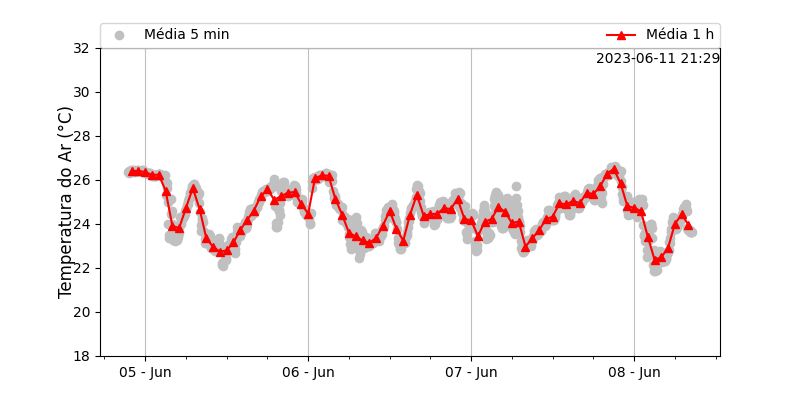 Média 5 min
Média 1 h
2023-06-11 21:29
Temperatura do Ar (°C)
32
30
28
26
24
22
20
18
05 - Jun
06 - Jun
07 - Jun
08 - Jun